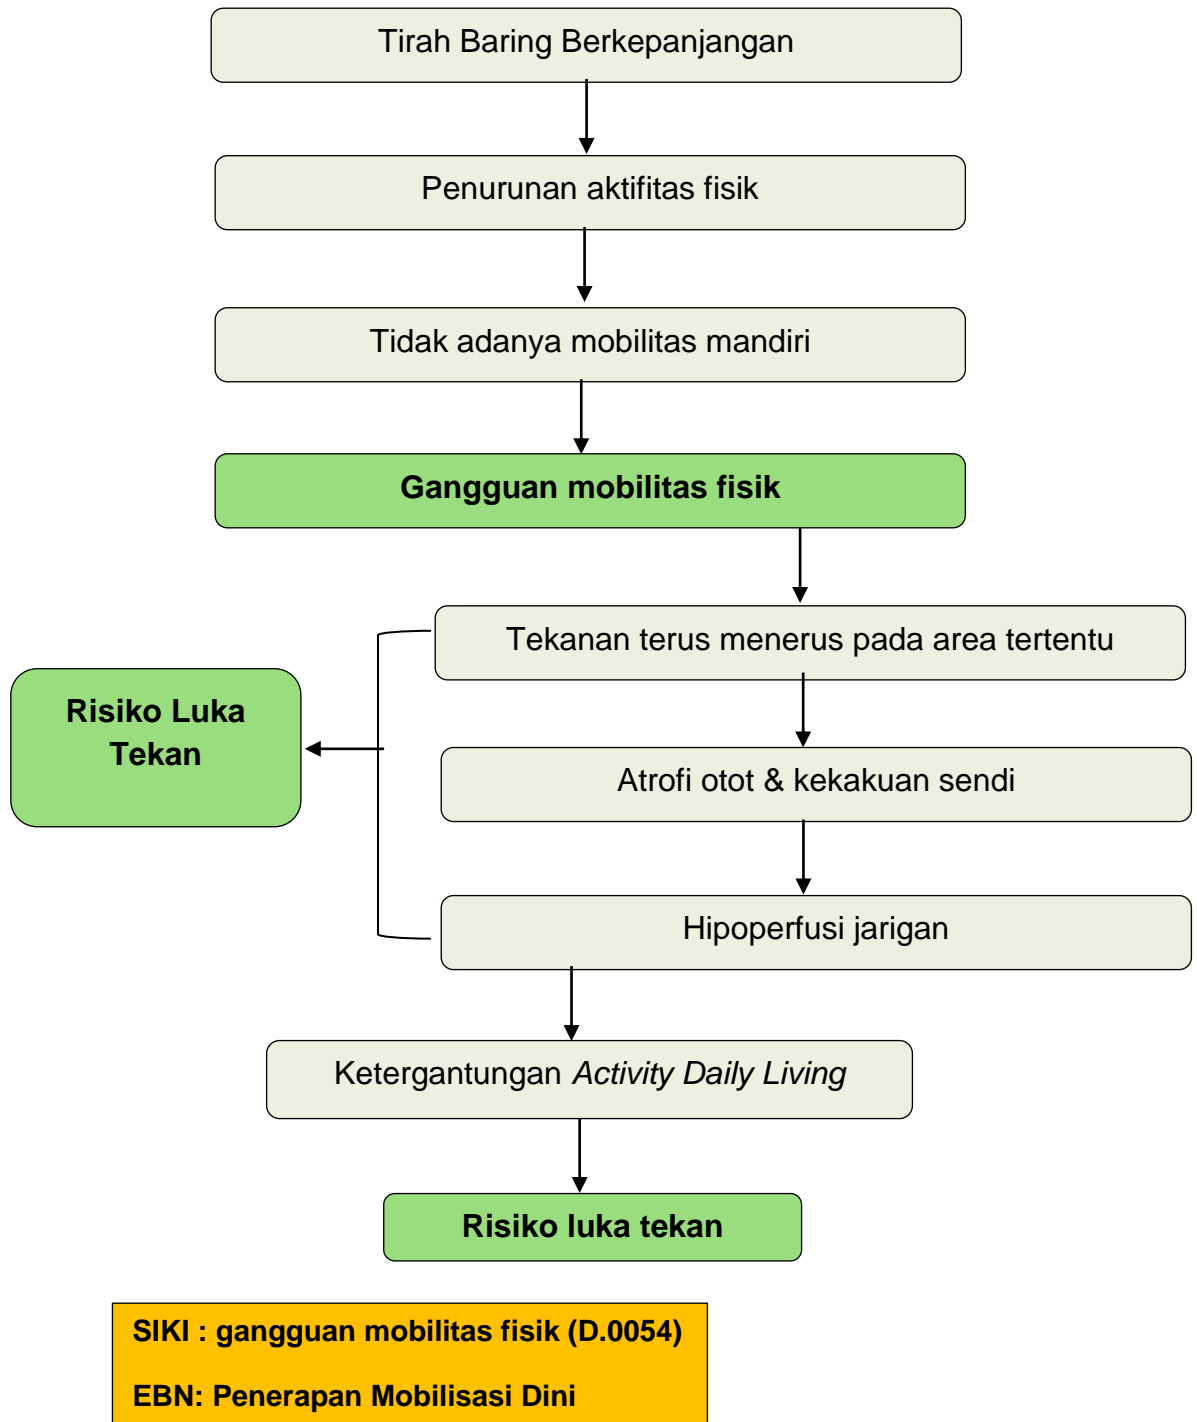 Tirah Baring Berkepanjangan
Penurunan aktifitas fisik
Tidak adanya mobilitas mandiri
Gangguan mobilitas fisik
Tekanan terus menerus pada area tertentu
Risiko Luka
Tekan
Atrofi otot & kekakuan sendi
Hipoperfusi jarigan
Ketergantungan Activity Daily Living
Risiko luka tekan
SIKI : gangguan mobilitas fisik (D.0054)
EBN: Penerapan Mobilisasi Dini